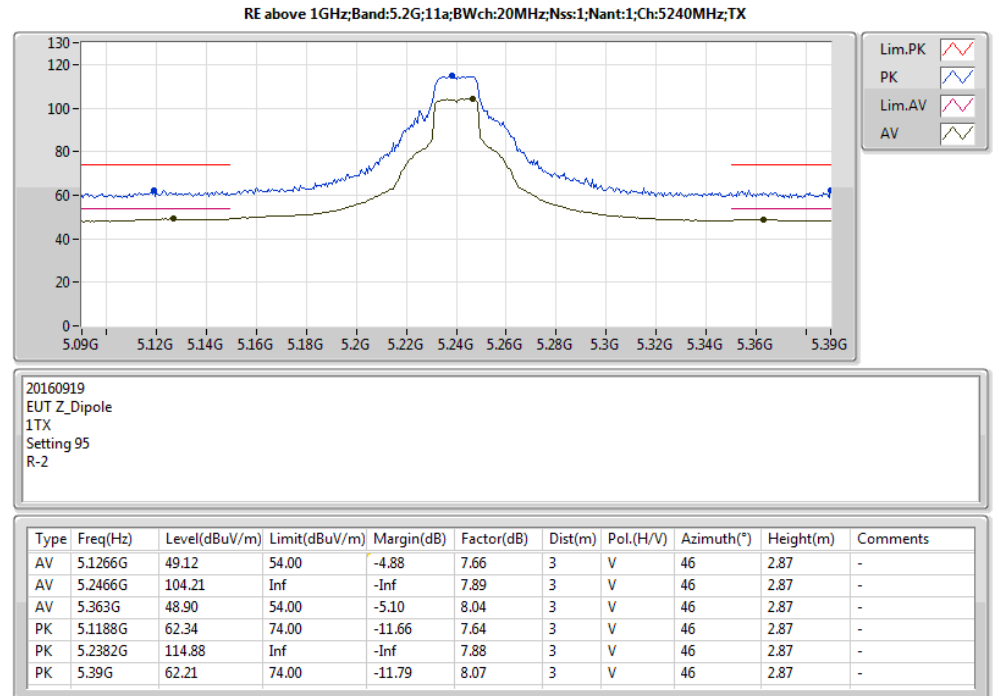 RE above 1GHz;Band:5.2G;11a;BWch:20MHz;Nss:1;Nant:1;Ch:5240MHz;TX
130
120
100
80
60
40
20
0
5.09G 5.12G 5.14G 5.16G 5.18G 5.2G 5.22G 5.24G 5.26G 5.28G 5.3G 5.32G 5.34G 5.36G 5.39G
Lim.PK
PK
Lim.AV
AV
20160919
EUT Z_Dipole
1TX
Setting 95
R-2
Type Freq(Hz) Level(dBuV/m) Limit(dBuV/m) Margin(dB) Factor(dB) Dist(m) Pol.(H/V) Azimuth(°) Height(m) Comments
AV 5.1266G 49.12 54.00 -4.88 7.66 3 V 46 2.87 -
AV 5.2466G 104.21 Inf -Inf 7.89 3 V 46 2.87 -
AV 5.363G 48.90 54.00 -5.10 8.04 3 V 46 2.87 -
PK 5.1188G 62.34 74.00 -11.66 7.64 3 V 46 2.87 -
PK 5.2382G 114.88 Inf -Inf 7.88 3 V 46 2.87 -
PK 5.39G 62.21 74.00 -11.79 8.07 3 V 46 2.87 -